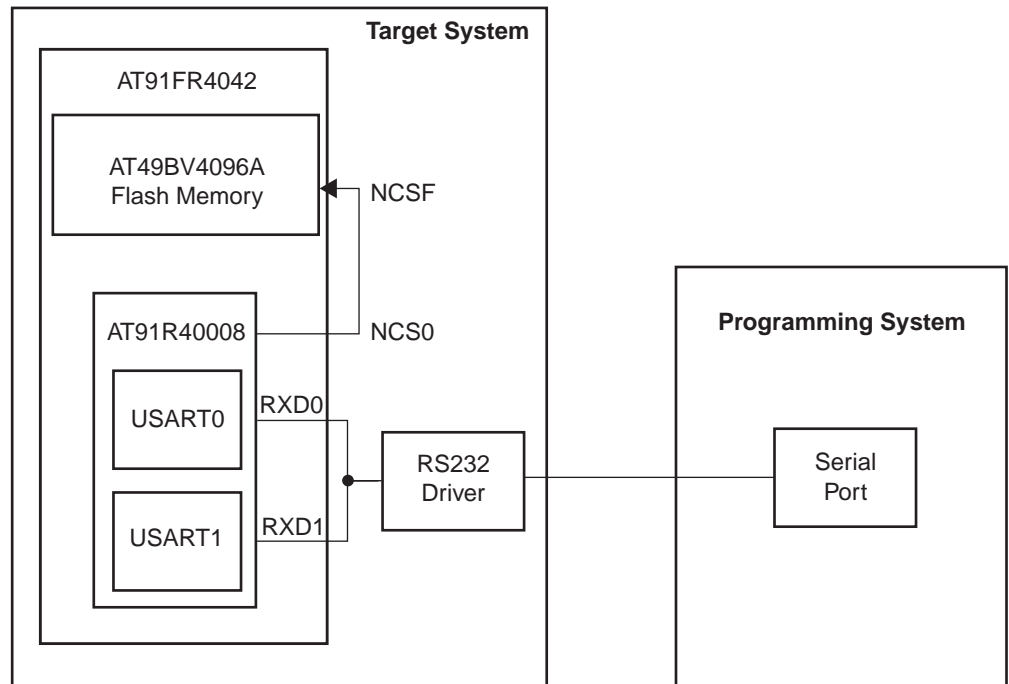 Target System
AT91FR4042
AT49BV4096A
Flash Memory
NCSF
AT91R40008
NCS0
Programming System
USART0
RXD0
RS232
Driver
Serial
Port
USART1
RXD1